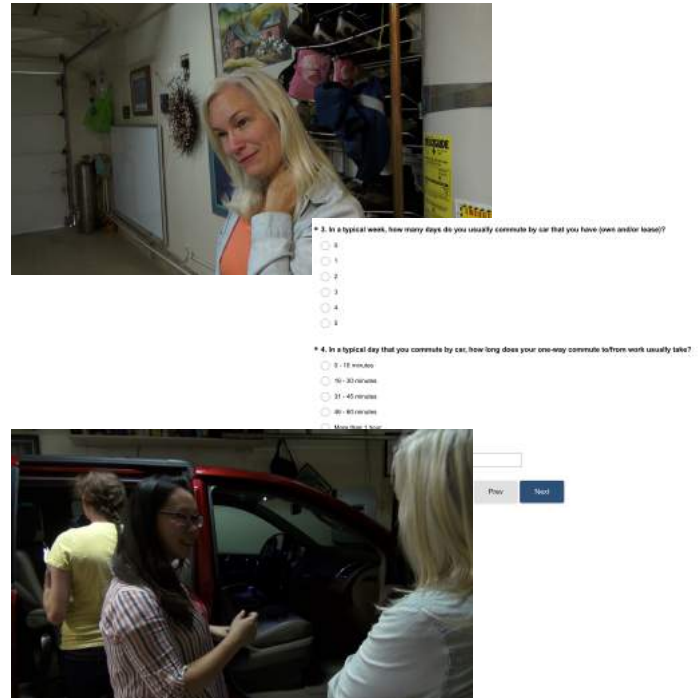 * 3. In a typical week, how many days do you usually commute by car that you have (own and/or lease)?
0
1
2
3
4
5
* 4. In a typical day that you commute by car, how long does your one-way commute to/from work usually take?
0 - 15 minutes
16 - 30 minutes
31 - 45 minutes
46 - 60 minutes
More than 1 hour
Prev
Next